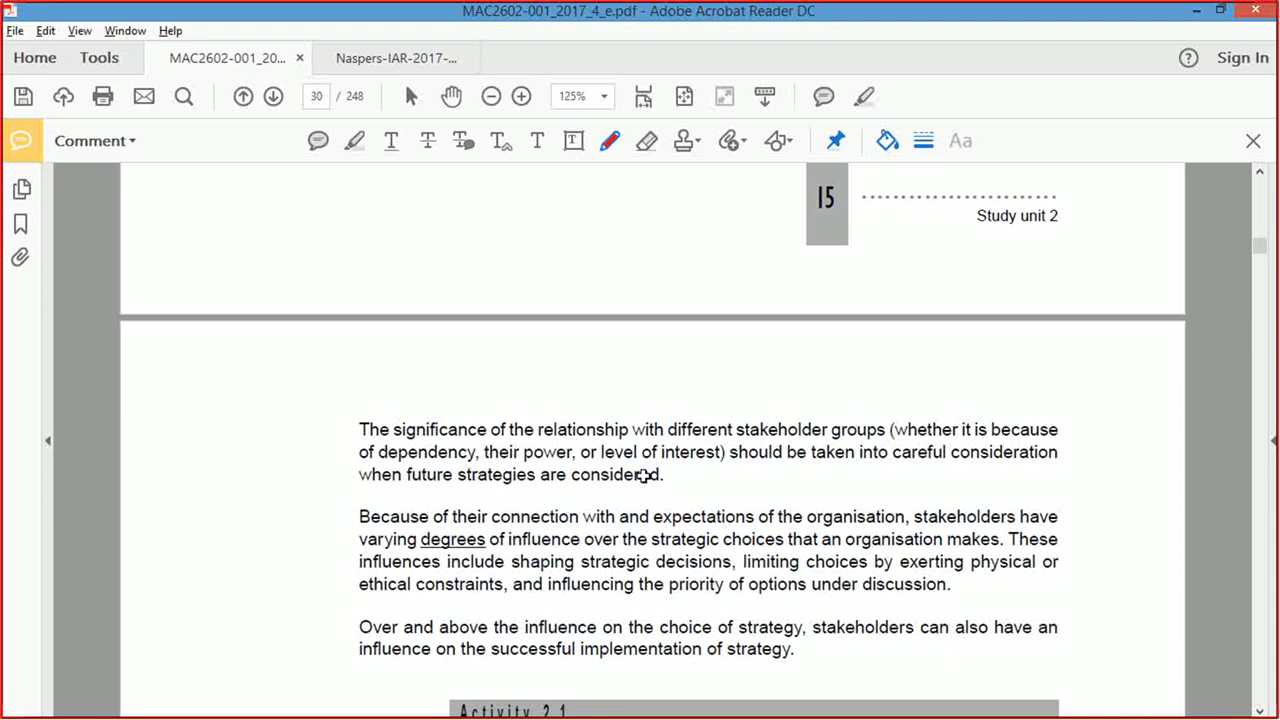 MAC2602-001_2017_4_e.pdf - Adobe Acrobat Reader DC
File Edit View Window Help
Home Tools MAC2602-001_20... × Naspers-IAR-2017-... Sign In
30 / 248 125%
Comment Aa
15
Study unit 2
The significance of the relationship with different stakeholder groups (whether it is because
of dependency, their power, or level of interest) should be taken into careful consideration
when future strategies are considered.
Because of their connection with and expectations of the organisation, stakeholders have
varying degrees of influence over the strategic choices that an organisation makes. These
influences include shaping strategic decisions, limiting choices by exerting physical or
ethical constraints, and influencing the priority of options under discussion.
Over and above the influence on the choice of strategy, stakeholders can also have an
influence on the successful implementation of strategy.
Activity 2.1